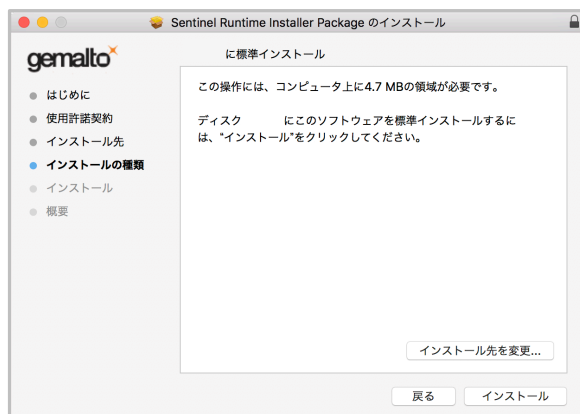 Sentinel Runtime Installer Package のインストール
gemalto
に標準インストール
はじめに
使用許諾契約
インストール先
インストールの種類
インストール
概要
この操作には、コンピュータ上に4.7 MBの領域が必要です。
ディスク にこのソフトウェアを標準インストールするに
は、“インストール”をクリックしてください。
インストール先を変更...
戻る
インストール